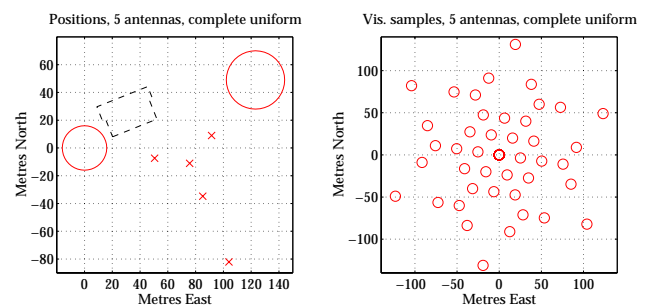 Positions, 5 antennas, complete uniform
60
40
20
0
−20
−40
−60
−80
0 20 40 60 80 100 120 140
Metres North
Metres East
Vis. samples, 5 antennas, complete uniform
100
50
0
−50
−100
−100 −50 0 50 100
Metres North
Metres East